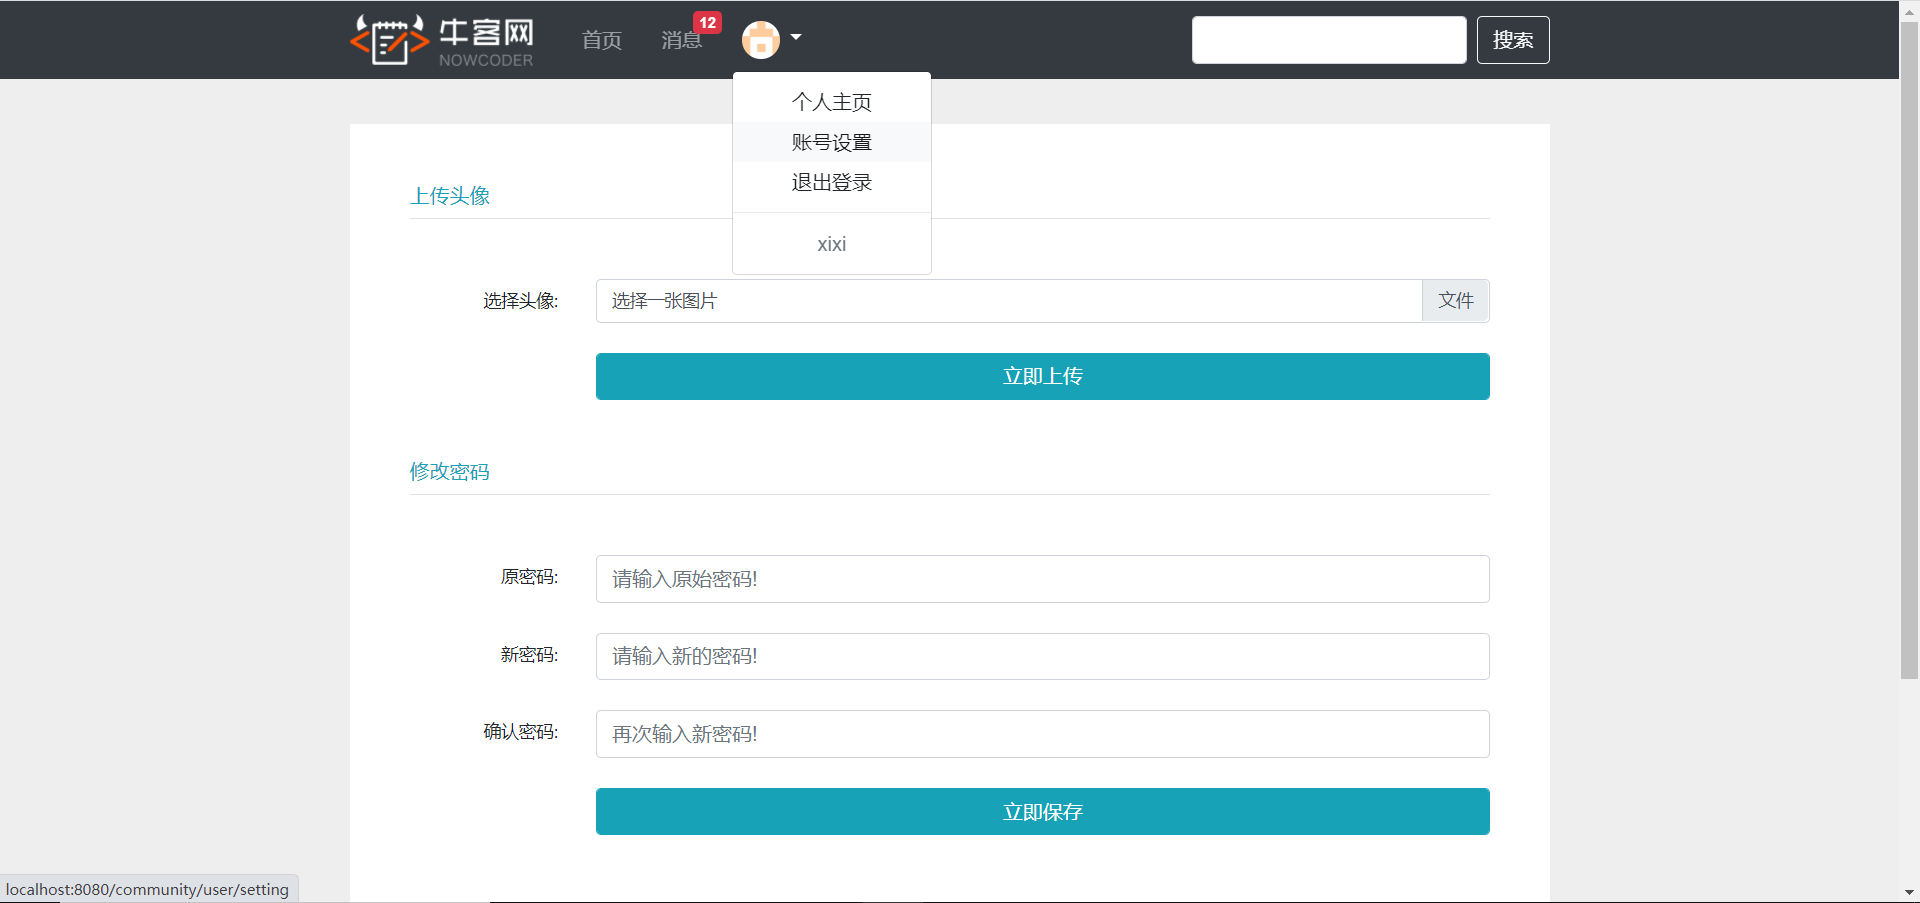 牛客网
NOWCODER
首页
消息
12
搜索
个人主页
账号设置
退出登录
xixi
上传头像
选择头像:
选择一张图片
文件
立即上传
修改密码
原密码:
请输入原始密码!
新密码:
请输入新的密码!
确认密码:
再次输入新密码!
立即保存
localhost:8080/community/user/setting